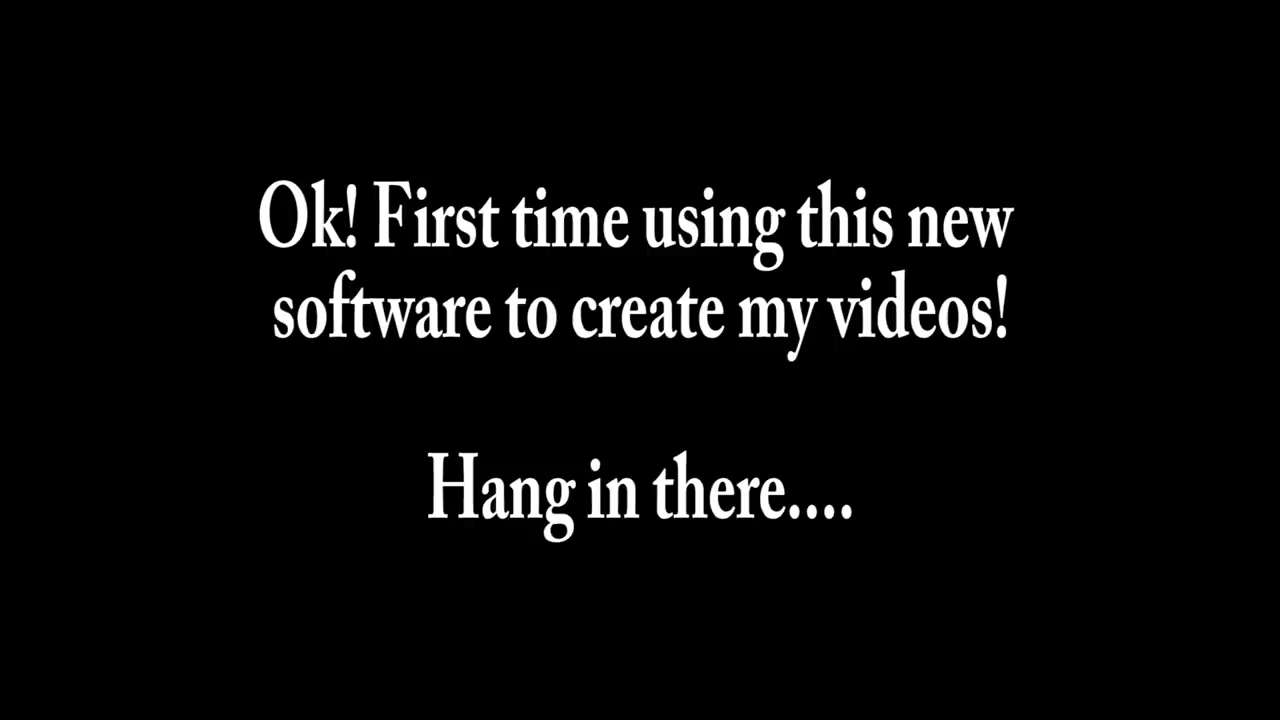 Ok! First time using this new
software to create my videos!
Hang in there....